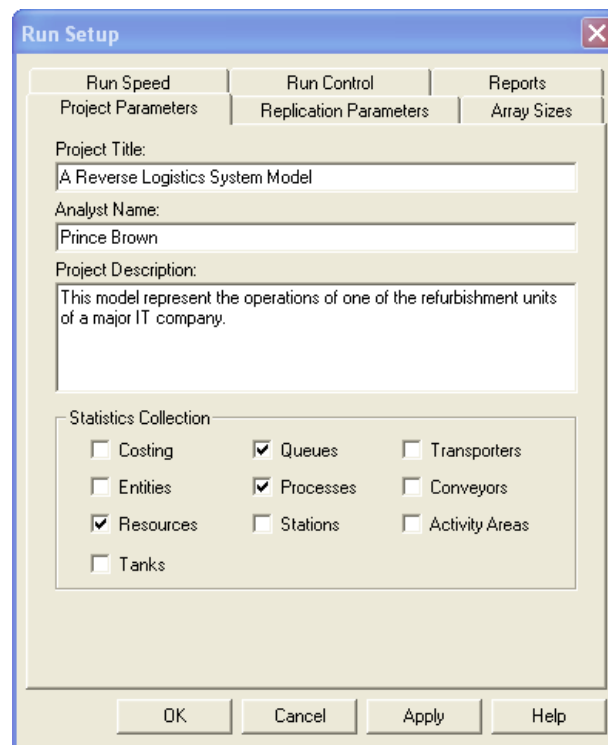 Run Setup
Run Speed Run Control Reports
Project Parameters Replication Parameters Array Sizes
Project Title:
A Reverse Logistics System Model
Analyst Name:
Prince Brown
Project Description:
This model represent the operations of one of the refurbishment units
of a major IT company.
Statistics Collection
Costing Queues Transporters
Entities Processes Conveyors
Resources Stations Activity Areas
Tanks
OK Cancel Apply Help